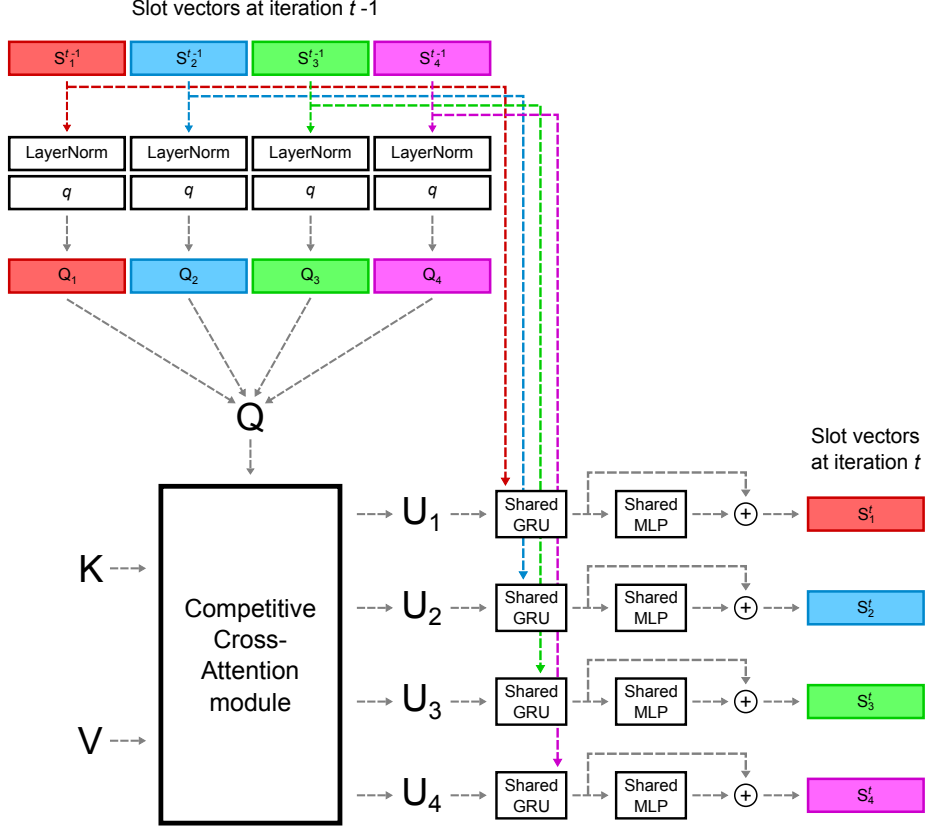 Slot vectors at iteration t -1
S₁ᵗ⁻¹ S₂ᵗ⁻¹ S₃ᵗ⁻¹ S₄ᵗ⁻¹
LayerNorm LayerNorm LayerNorm LayerNorm
q q q q
Q₁ Q₂ Q₃ Q₄
Q
Slot vectors
at iteration t
K
V
Competitive
Cross-
Attention
module
U₁
Shared
GRU
Shared
MLP
+
S₁ᵗ
U₂
Shared
GRU
Shared
MLP
+
S₂ᵗ
U₃
Shared
GRU
Shared
MLP
+
S₃ᵗ
U₄
Shared
GRU
Shared
MLP
+
S₄ᵗ